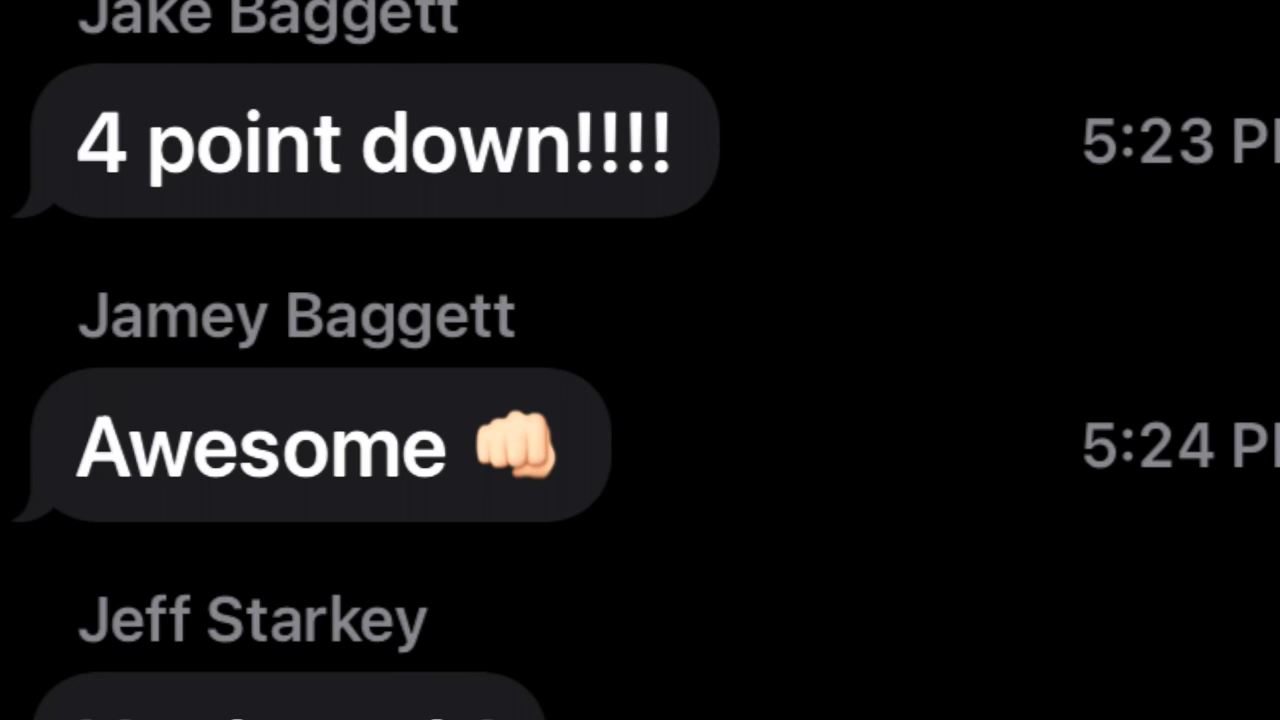 Jake Baggett
4 point down!!!!
5:23
Jamey Baggett
Awesome 👊🏻
5:24
Jeff Starkey